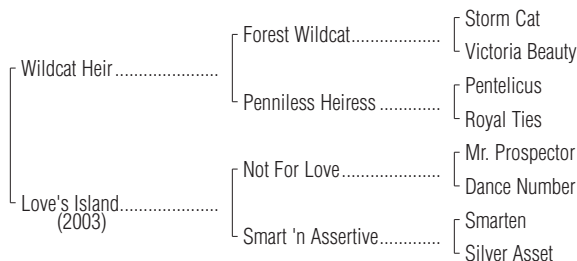 Storm Cat
Forest Wildcat....................
Victoria Beauty
Wildcat Heir.......................
Pentelicus
Penniless Heiress .............
Royal Ties
Mr. Prospector
Not For Love......................
Dance Number
Love's Island......................
(2003)
Smarten
Smart 'n Assertive.............
Silver Asset